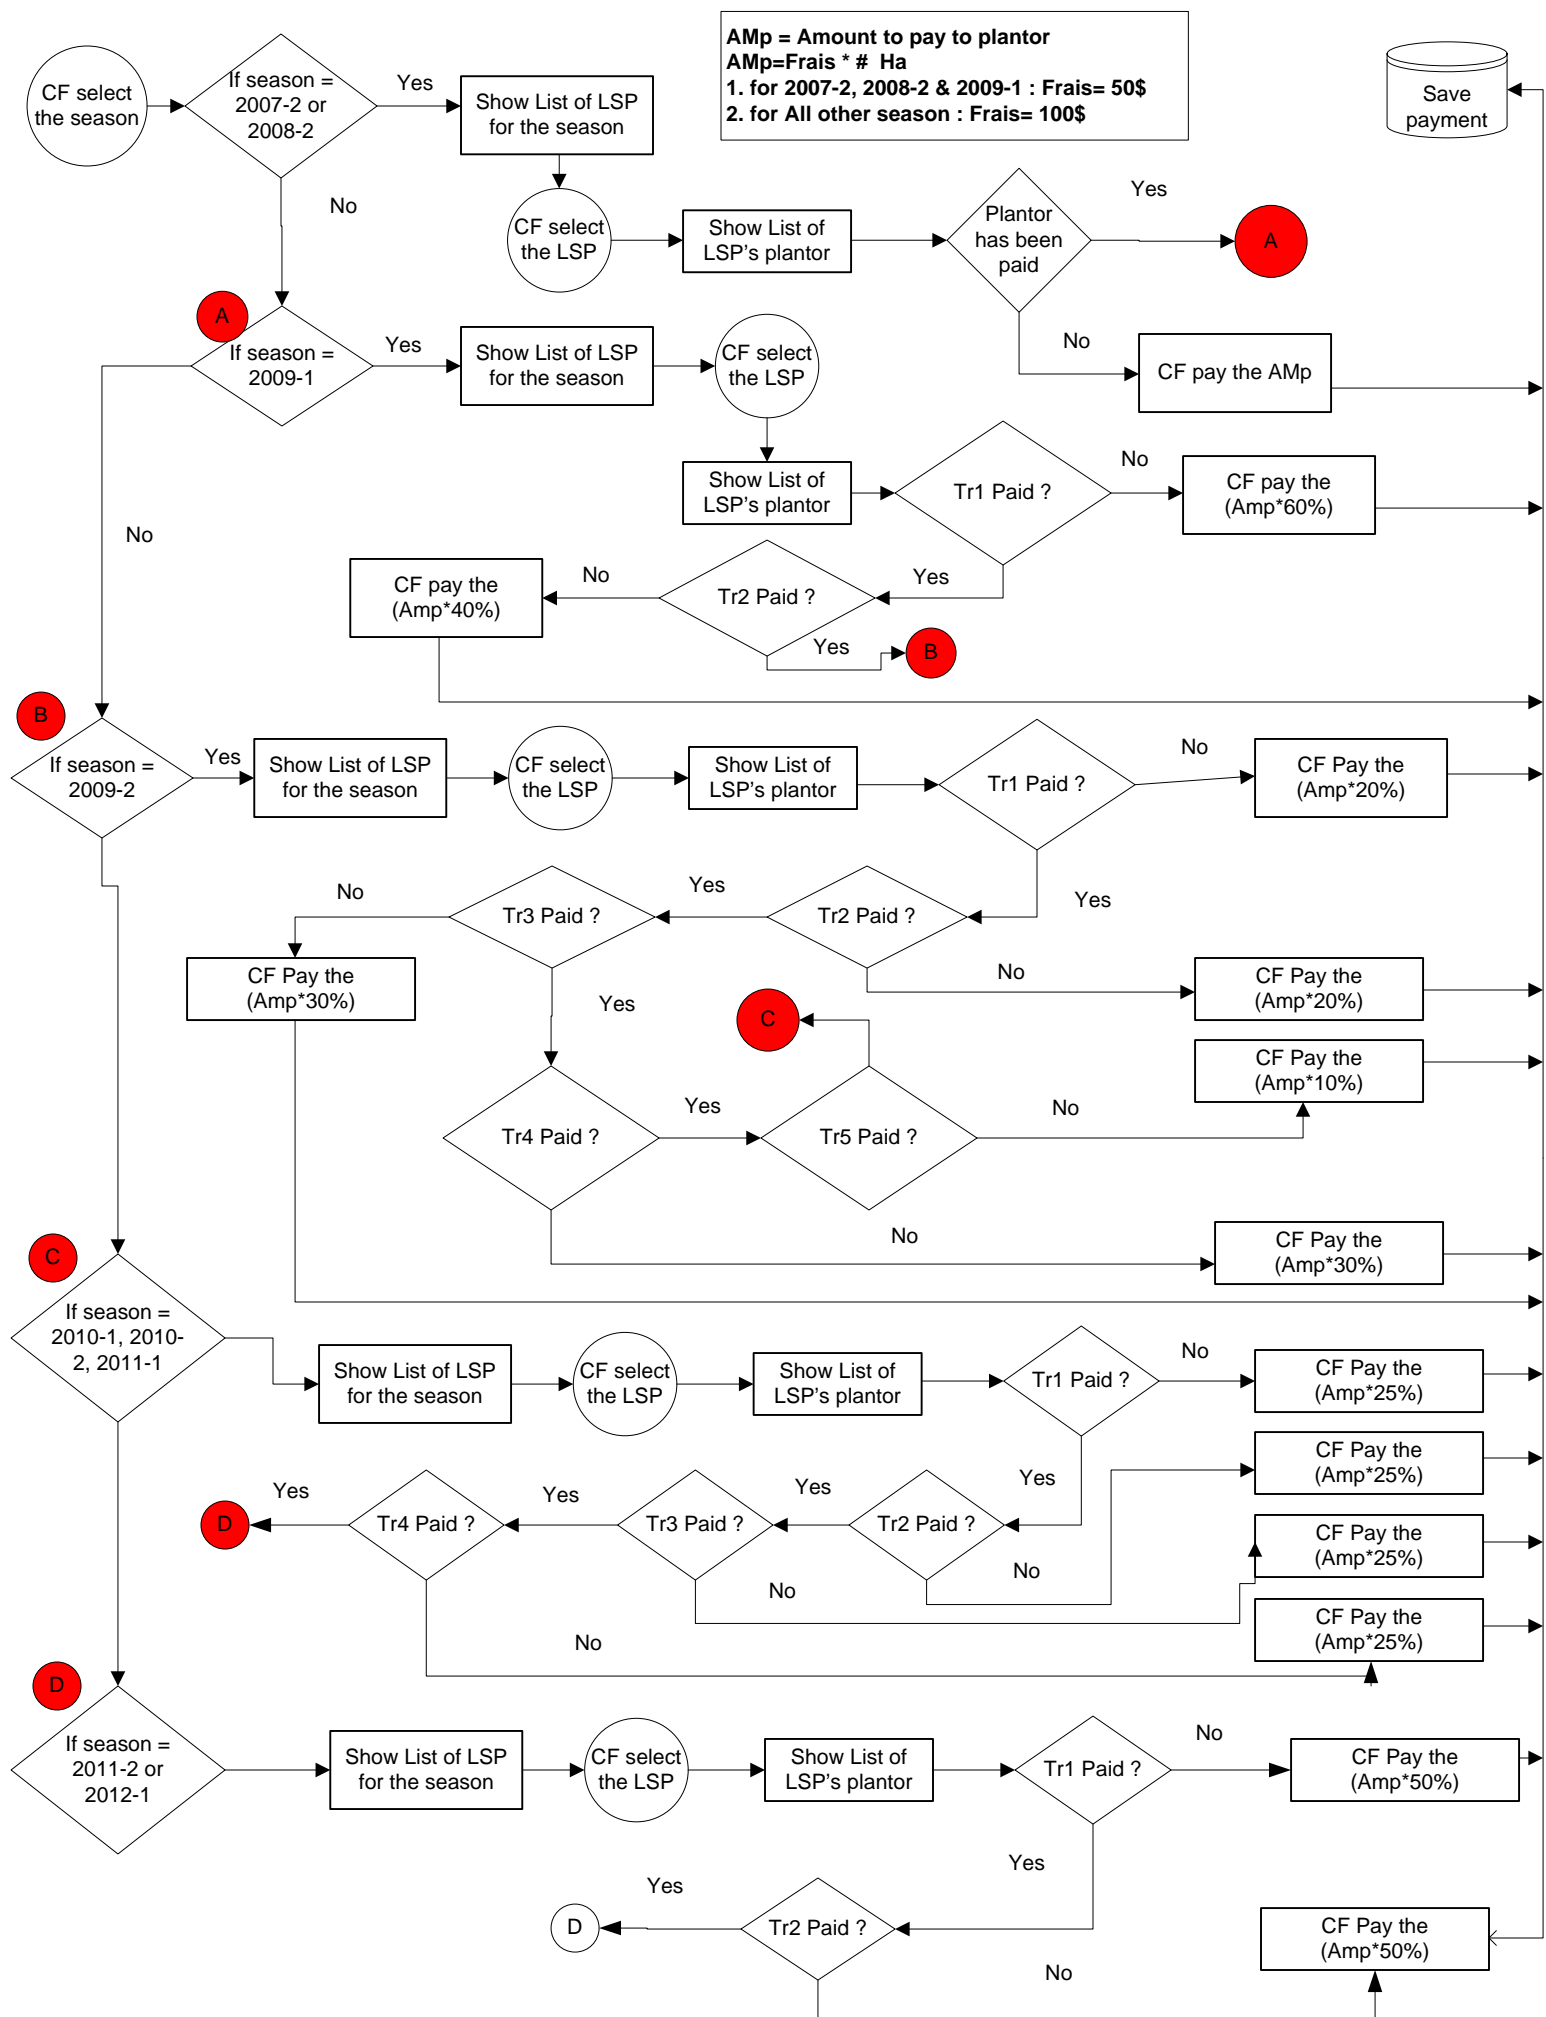 AMp = Amount to pay to plantor
AMp=Frais * # Ha
1. for 2007-2, 2008-2 & 2009-1 : Frais= 50$
2. for All other season : Frais= 100$
Save
payment
CF select
the season
If season =
2007-2 or
2008-2
Yes
Show List of LSP
for the season
No
CF select
the LSP
Show List of
LSP's plantor
Plantor
has been
paid
Yes
A
No
CF pay the AMp
A
If season =
2009-1
Yes
Show List of LSP
for the season
CF select
the LSP
Show List of
LSP's plantor
Tr1 Paid ?
No
CF pay the
(Amp*60%)
No
Yes
Tr2 Paid ?
No
CF pay the
(Amp*40%)
Yes
B
B
If season =
2009-2
Yes
Show List of LSP
for the season
CF select
the LSP
Show List of
LSP's plantor
Tr1 Paid ?
No
CF Pay the
(Amp*20%)
Yes
Tr2 Paid ?
Yes
Tr3 Paid ?
No
CF Pay the
(Amp*30%)
No
CF Pay the
(Amp*20%)
Yes
C
CF Pay the
(Amp*10%)
Tr4 Paid ?
Yes
Tr5 Paid ?
No
No
CF Pay the
(Amp*30%)
C
If season =
2010-1, 2010-
2, 2011-1
Show List of LSP
for the season
CF select
the LSP
Show List of
LSP's plantor
Tr1 Paid ?
No
CF Pay the
(Amp*25%)
Yes
CF Pay the
(Amp*25%)
D
Yes
Tr4 Paid ?
Yes
Tr3 Paid ?
Yes
Tr2 Paid ?
No
CF Pay the
(Amp*25%)
No
No
CF Pay the
(Amp*25%)
D
If season =
2011-2 or
2012-1
Show List of LSP
for the season
CF select
the LSP
Show List of
LSP's plantor
Tr1 Paid ?
No
CF Pay the
(Amp*50%)
Yes
D
Yes
Tr2 Paid ?
No
CF Pay the
(Amp*50%)